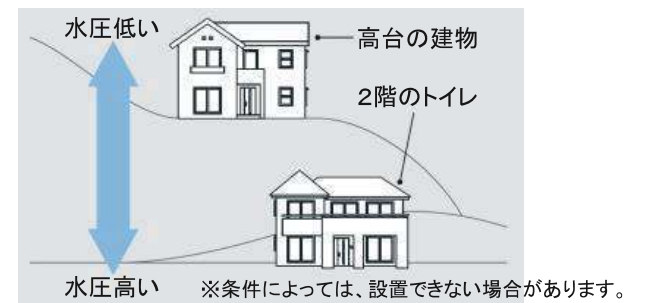 水圧低い
高台の建物
2階のトイレ
水圧高い
※条件によっては、設置できない場合があります。